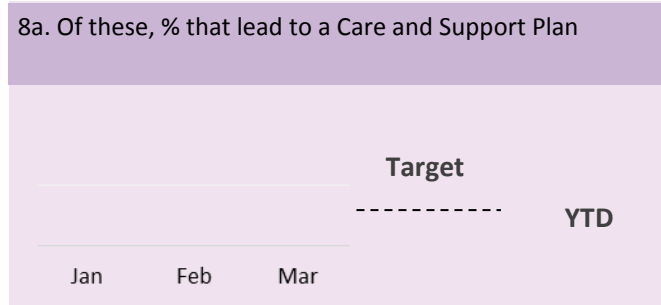 8a. Of these, % that lead to a Care and Support Plan
Target
YTD
Jan Feb Mar